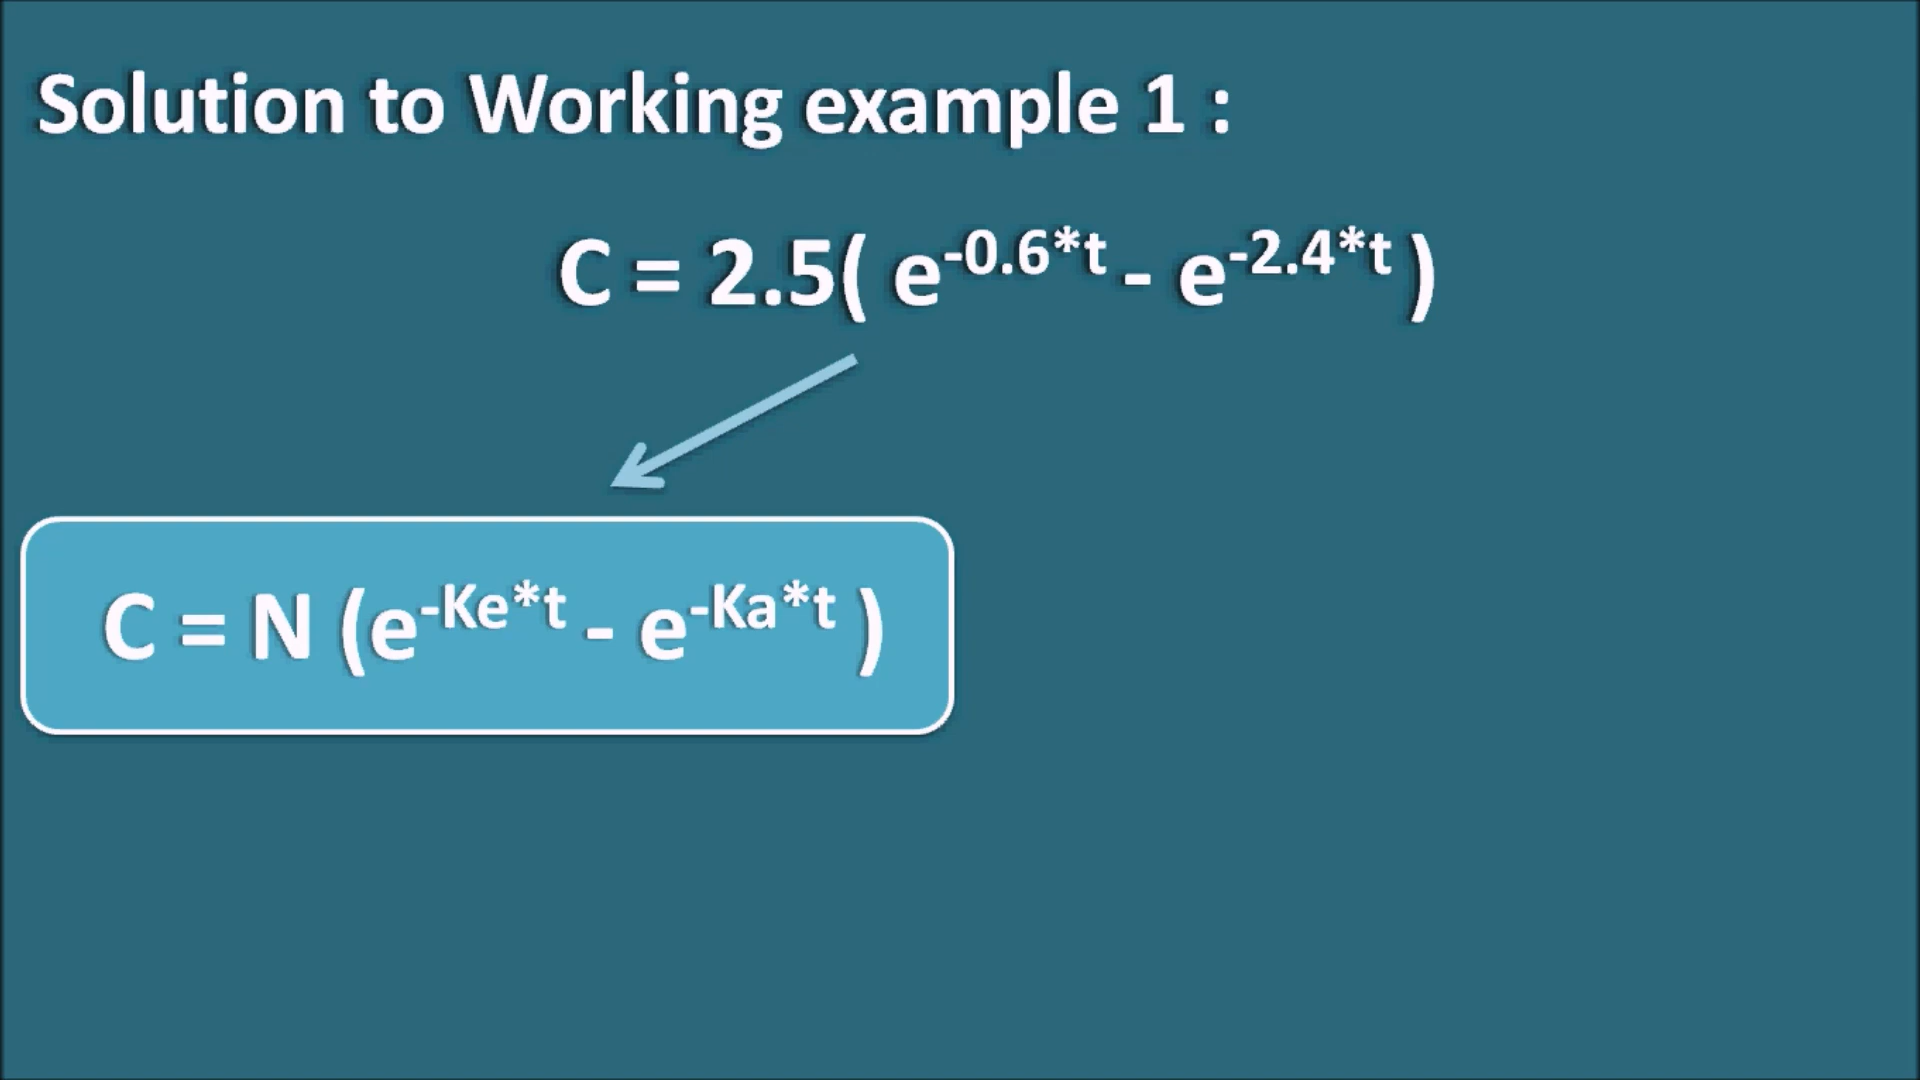 Solution to Working example 1 :
C = 2.5( e^-0.6*t - e^-2.4*t )
C = N (e^-Ke*t - e^-Ka*t )